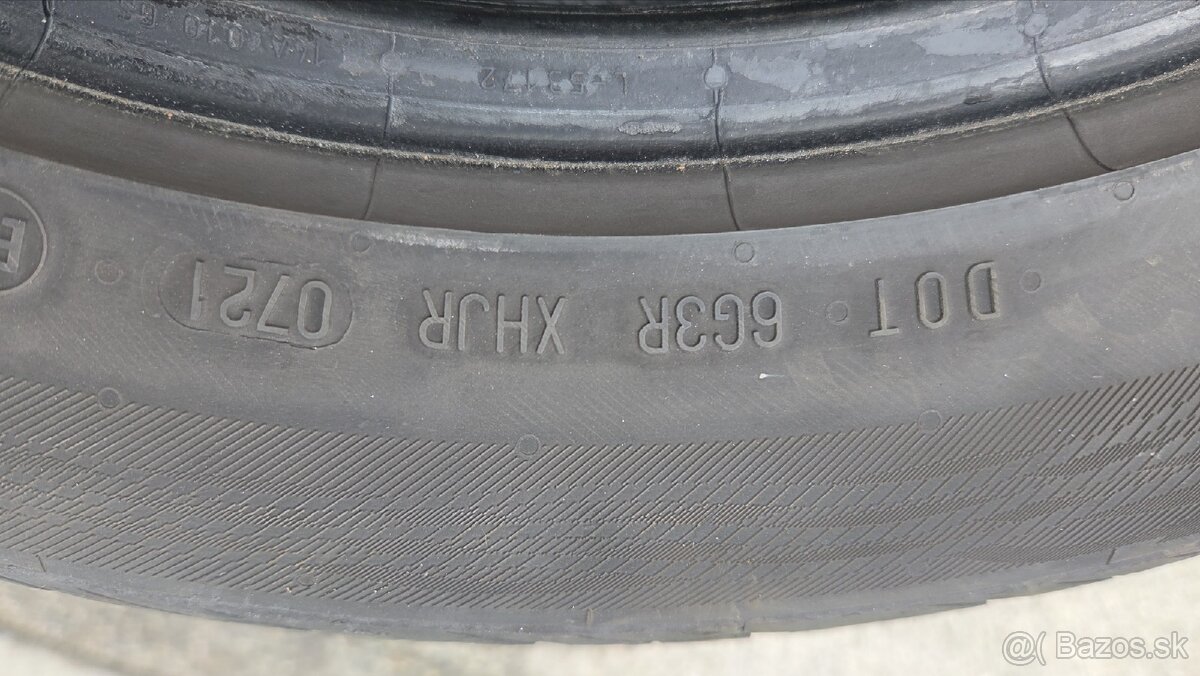 DOT 6G3R XHJR 0721
E
Bazos.sk